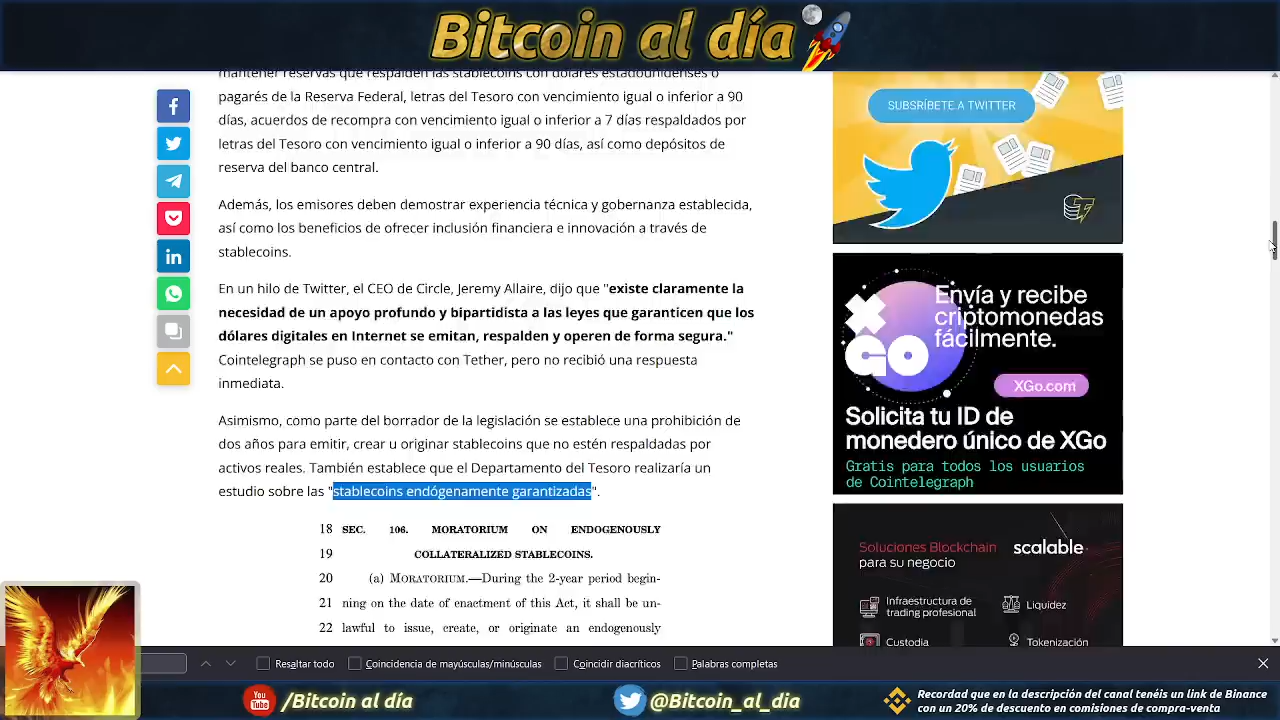 Bitcoin al día
mantener reservas que respalden las stablecoins con dólares estadounidenses o
pagarés de la Reserva Federal, letras del Tesoro con vencimiento igual o inferior a 90
días, acuerdos de recompra con vencimiento igual o inferior a 7 días respaldados por
letras del Tesoro con vencimiento igual o inferior a 90 días, así como depósitos de
reserva del banco central.
Además, los emisores deben demostrar experiencia técnica y gobernanza establecida,
así como los beneficios de ofrecer inclusión financiera e innovación a través de
stablecoins.
En un hilo de Twitter, el CEO de Circle, Jeremy Allaire, dijo que "existe claramente la
necesidad de un apoyo profundo y bipartidista a las leyes que garanticen que los
dólares digitales en Internet se emitan, respalden y operen de forma segura."
Cointelegraph se puso en contacto con Tether, pero no recibió una respuesta
inmediata.
Asimismo, como parte del borrador de la legislación se establece una prohibición de
dos años para emitir, crear u originar stablecoins que no estén respaldadas por
activos reales. También establece que el Departamento del Tesoro realizaría un
estudio sobre las "stablecoins endógenamente garantizadas".
18 SEC. 106. MORATORIUM ON ENDOGENOUSLY
19 COLLATERALIZED STABLECOINS.
20 (a) MORATORIUM.—During the 2-year period begin-
21 ning on the date of enactment of this Act, it shall be un-
22 lawful to issue, create, or originate an endogenously
SUBSRÍBETE A TWITTER
XGO
Envía y recibe
criptomonedas
fácilmente.
XGo.com
Solicita tu ID de
monedero único de XGo
Gratis para todos los usuarios
de Cointelegraph
Soluciones Blockchain
para su negocio
scalable
Infraestructura de
trading profesional
Liquidez
Custodia
Tokenización
Resaltar todo
Coincidencia de mayúsculas/minúsculas
Coincidir diacríticos
Palabras completas
You Tube
/Bitcoin al día
@Bitcoin_al_dia
Recordad que en la descripción del canal tenéis un link de Binance
con un 20% de descuento en comisiones de compra-venta